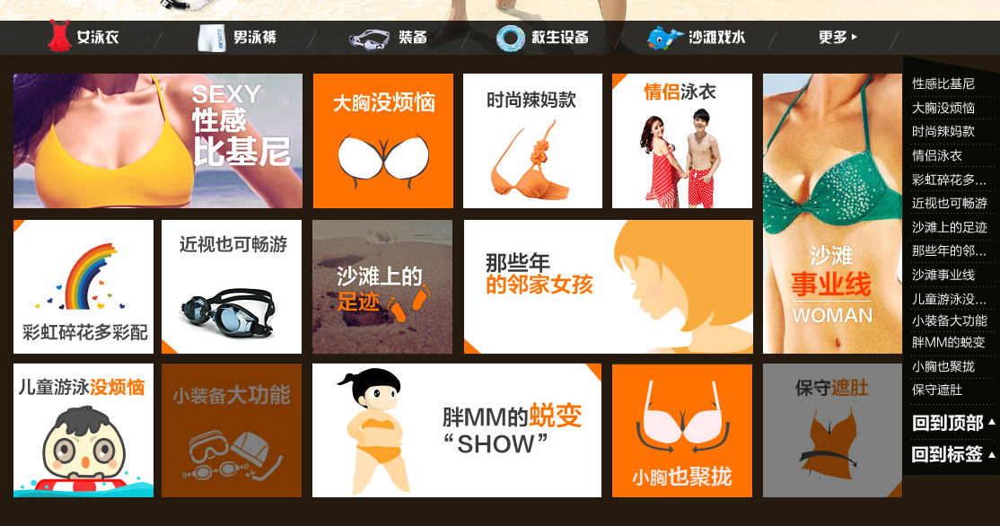 女泳衣
男泳裤
装备
救生设备
沙滩戏水
更多
SEXY
性感
比基尼
大胸没烦恼
时尚辣妈款
情侣泳衣
沙滩
事业线
WOMAN
彩虹碎花多彩配
近视也可畅游
沙滩上的
足迹
那些年
的邻家女孩
儿童游泳没烦恼
小装备大功能
胖MM的蜕变
“SHOW”
小胸也聚拢
保守遮肚
性感比基尼
大胸没烦恼
时尚辣妈款
情侣泳衣
彩虹碎花多...
近视也可畅游
沙滩上的足迹
那些年的邻...
沙滩事业线
儿童游泳没...
小装备大功能
胖MM的蜕变
小胸也聚拢
保守遮肚
回到顶部
回到标签